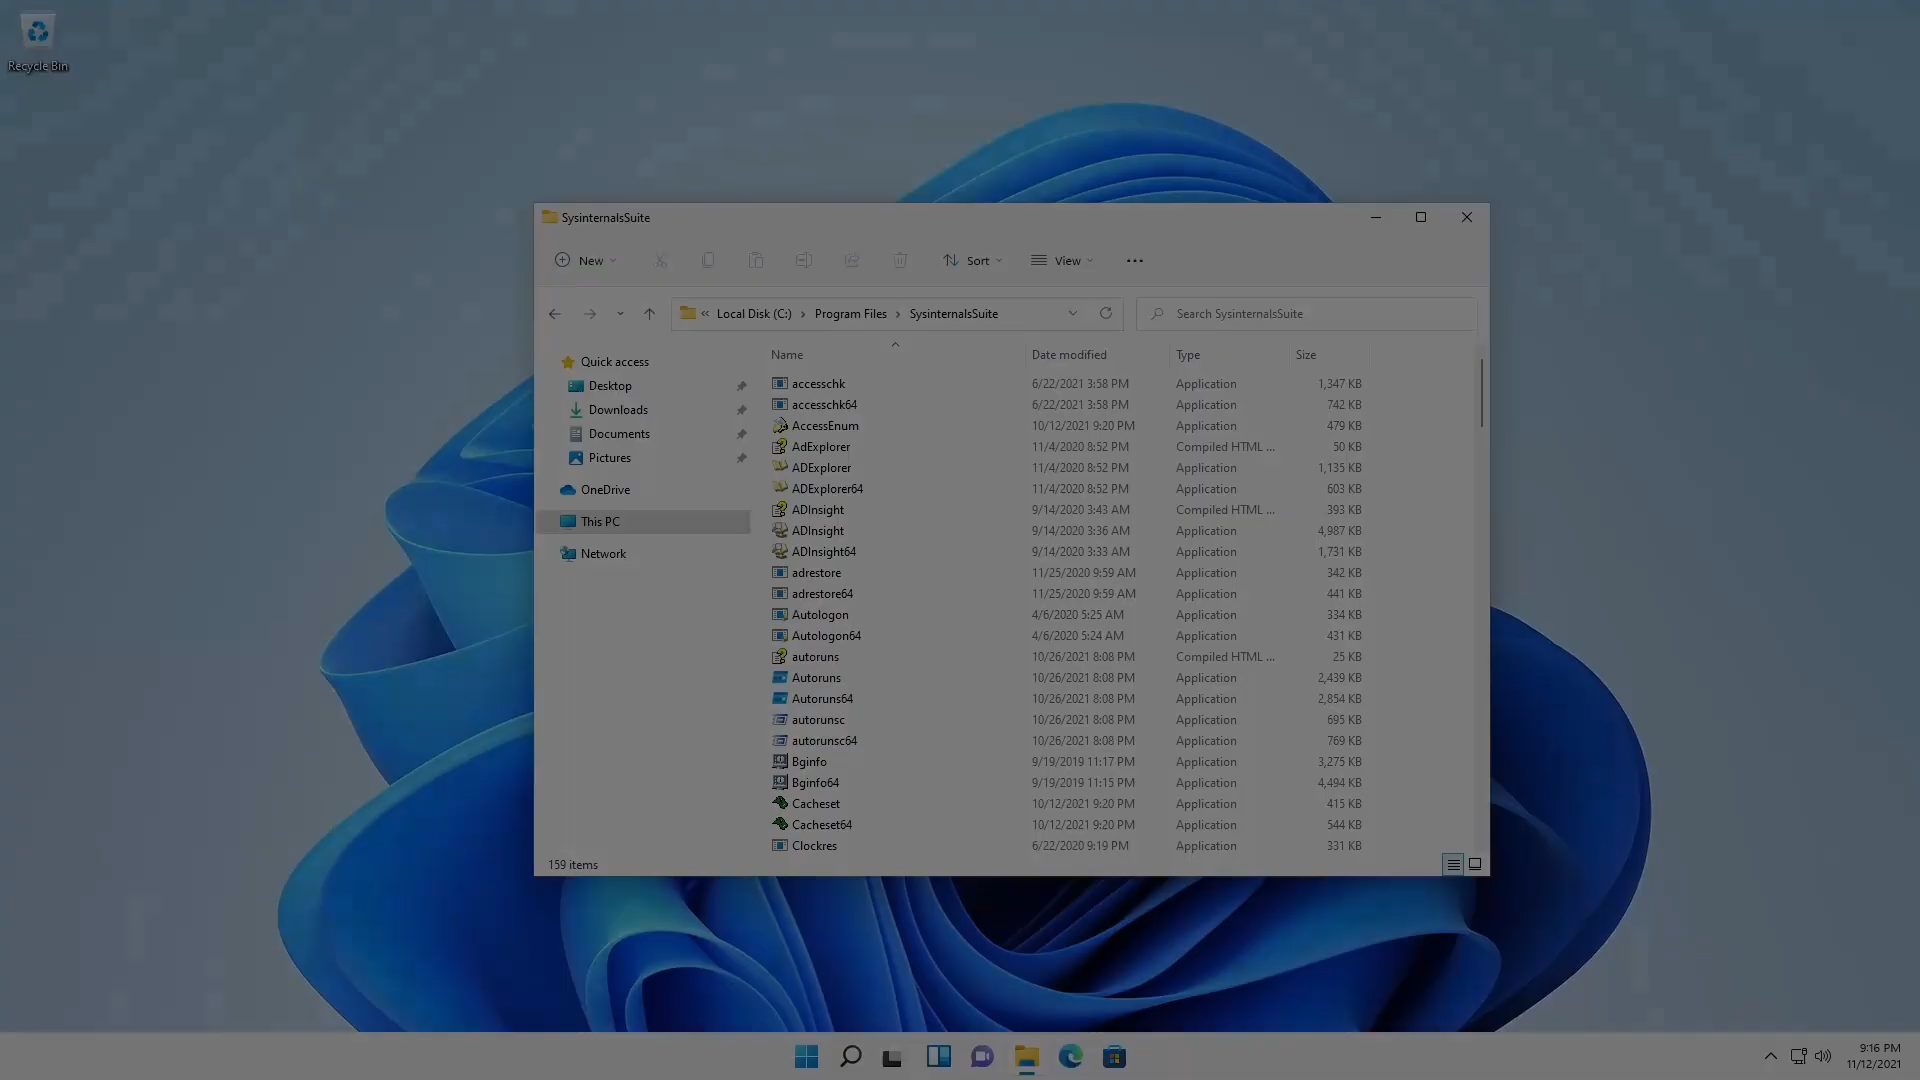 Recycle Bin
SysinternalsSuite
New Sort View
« Local Disk (C:) › Program Files › SysinternalsSuite Search SysinternalsSuite
Quick access
Desktop
Downloads
Documents
Pictures
OneDrive
This PC
Network
Name Date modified Type Size
accesschk 6/22/2021 3:58 PM Application 1,347 KB
accesschk64 6/22/2021 3:58 PM Application 742 KB
AccessEnum 10/12/2021 9:20 PM Application 479 KB
AdExplorer 11/4/2020 8:52 PM Compiled HTML ... 50 KB
ADExplorer 11/4/2020 8:52 PM Application 1,135 KB
ADExplorer64 11/4/2020 8:52 PM Application 603 KB
ADInsight 9/14/2020 3:43 AM Compiled HTML ... 393 KB
ADInsight 9/14/2020 3:36 AM Application 4,987 KB
ADInsight64 9/14/2020 3:33 AM Application 1,731 KB
adrestore 11/25/2020 9:59 AM Application 342 KB
adrestore64 11/25/2020 9:59 AM Application 441 KB
Autologon 4/6/2020 5:25 AM Application 334 KB
Autologon64 4/6/2020 5:24 AM Application 431 KB
autoruns 10/26/2021 8:08 PM Compiled HTML ... 25 KB
Autoruns 10/26/2021 8:08 PM Application 2,439 KB
Autoruns64 10/26/2021 8:08 PM Application 2,854 KB
autorunsc 10/26/2021 8:08 PM Application 695 KB
autorunsc64 10/26/2021 8:08 PM Application 769 KB
Bginfo 9/19/2019 11:17 PM Application 3,275 KB
Bginfo64 9/19/2019 11:15 PM Application 4,494 KB
Cacheset 10/12/2021 9:20 PM Application 415 KB
Cacheset64 10/12/2021 9:20 PM Application 544 KB
Clockres 6/22/2020 9:19 PM Application 331 KB
159 items
9:16 PM
11/12/2021